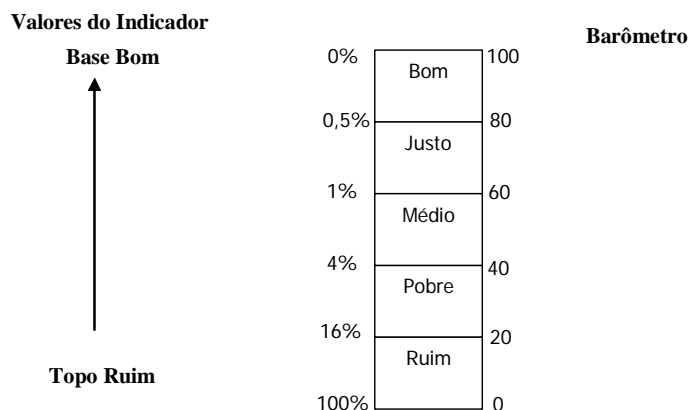 Valores do Indicador
Barômetro
Base Bom
0%
100
Bom
0,5%
80
Justo
1%
60
Médio
4%
40
Pobre
16%
20
Ruim
Topo Ruim
100%
0